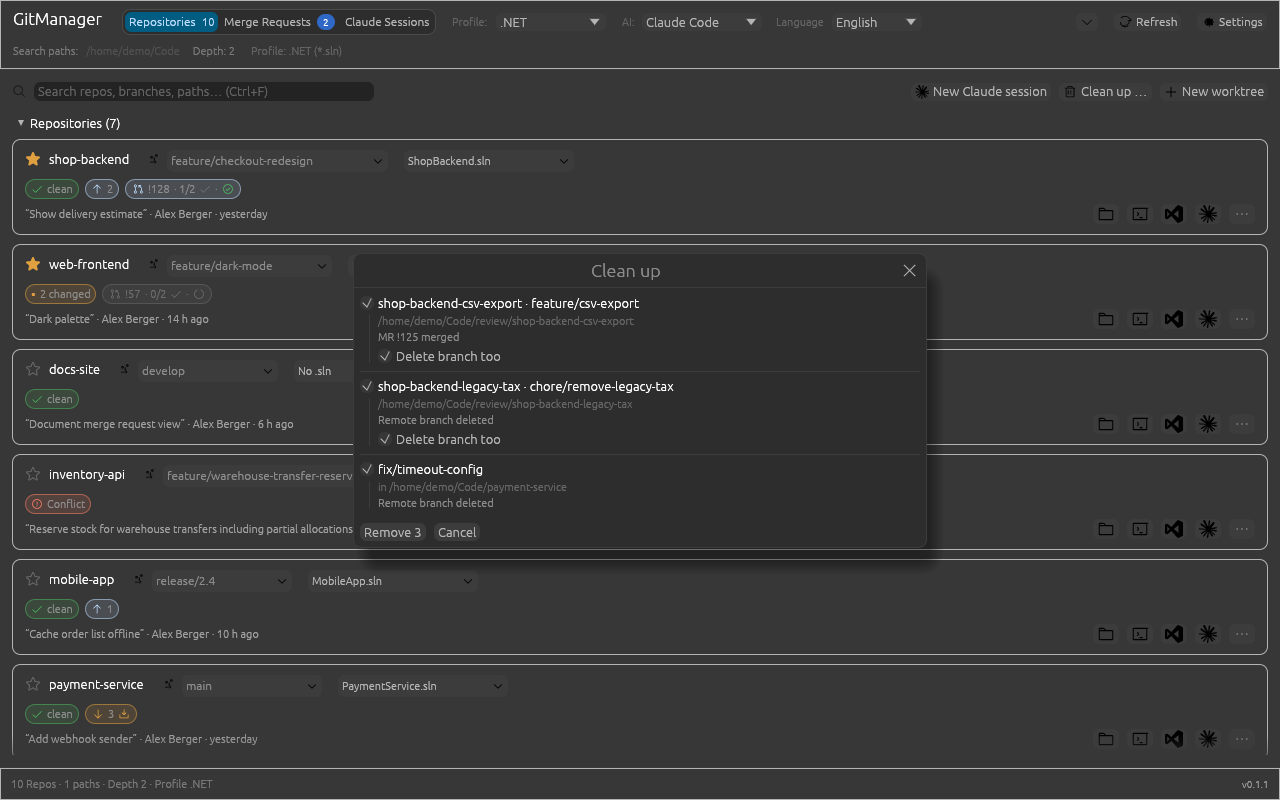 GitManager Repositories 10 Merge Requests 2 Claude Sessions Profile: .NET AI: Claude Code Language English Refresh Settings
Search paths: /home/demo/Code Depth: 2 Profile: .NET (*.sln)
Search repos, branches, paths… (Ctrl+F) New Claude session Clean up … New worktree
Repositories (7)
shop-backend feature/checkout-redesign ShopBackend.sln
clean 2 !128 · 1/2 ·
“Show delivery estimate” · Alex Berger · yesterday
web-frontend feature/dark-mode
2 changed !57 · 0/2 ·
“Dark palette” · Alex Berger · 14 h ago
docs-site develop No .sln
clean
“Document merge request view” · Alex Berger · 6 h ago
inventory-api feature/warehouse-transfer-reserv
Conflict
“Reserve stock for warehouse transfers including partial allocations
mobile-app release/2.4 MobileApp.sln
clean 1
“Cache order list offline” · Alex Berger · 10 h ago
payment-service main PaymentService.sln
clean 3
“Add webhook sender” · Alex Berger · yesterday
Clean up
shop-backend-csv-export · feature/csv-export
/home/demo/Code/review/shop-backend-csv-export
MR !125 merged
Delete branch too
shop-backend-legacy-tax · chore/remove-legacy-tax
/home/demo/Code/review/shop-backend-legacy-tax
Remote branch deleted
Delete branch too
fix/timeout-config
in /home/demo/Code/payment-service
Remote branch deleted
Remove 3 Cancel
10 Repos · 1 paths · Depth 2 · Profile .NET v0.1.1